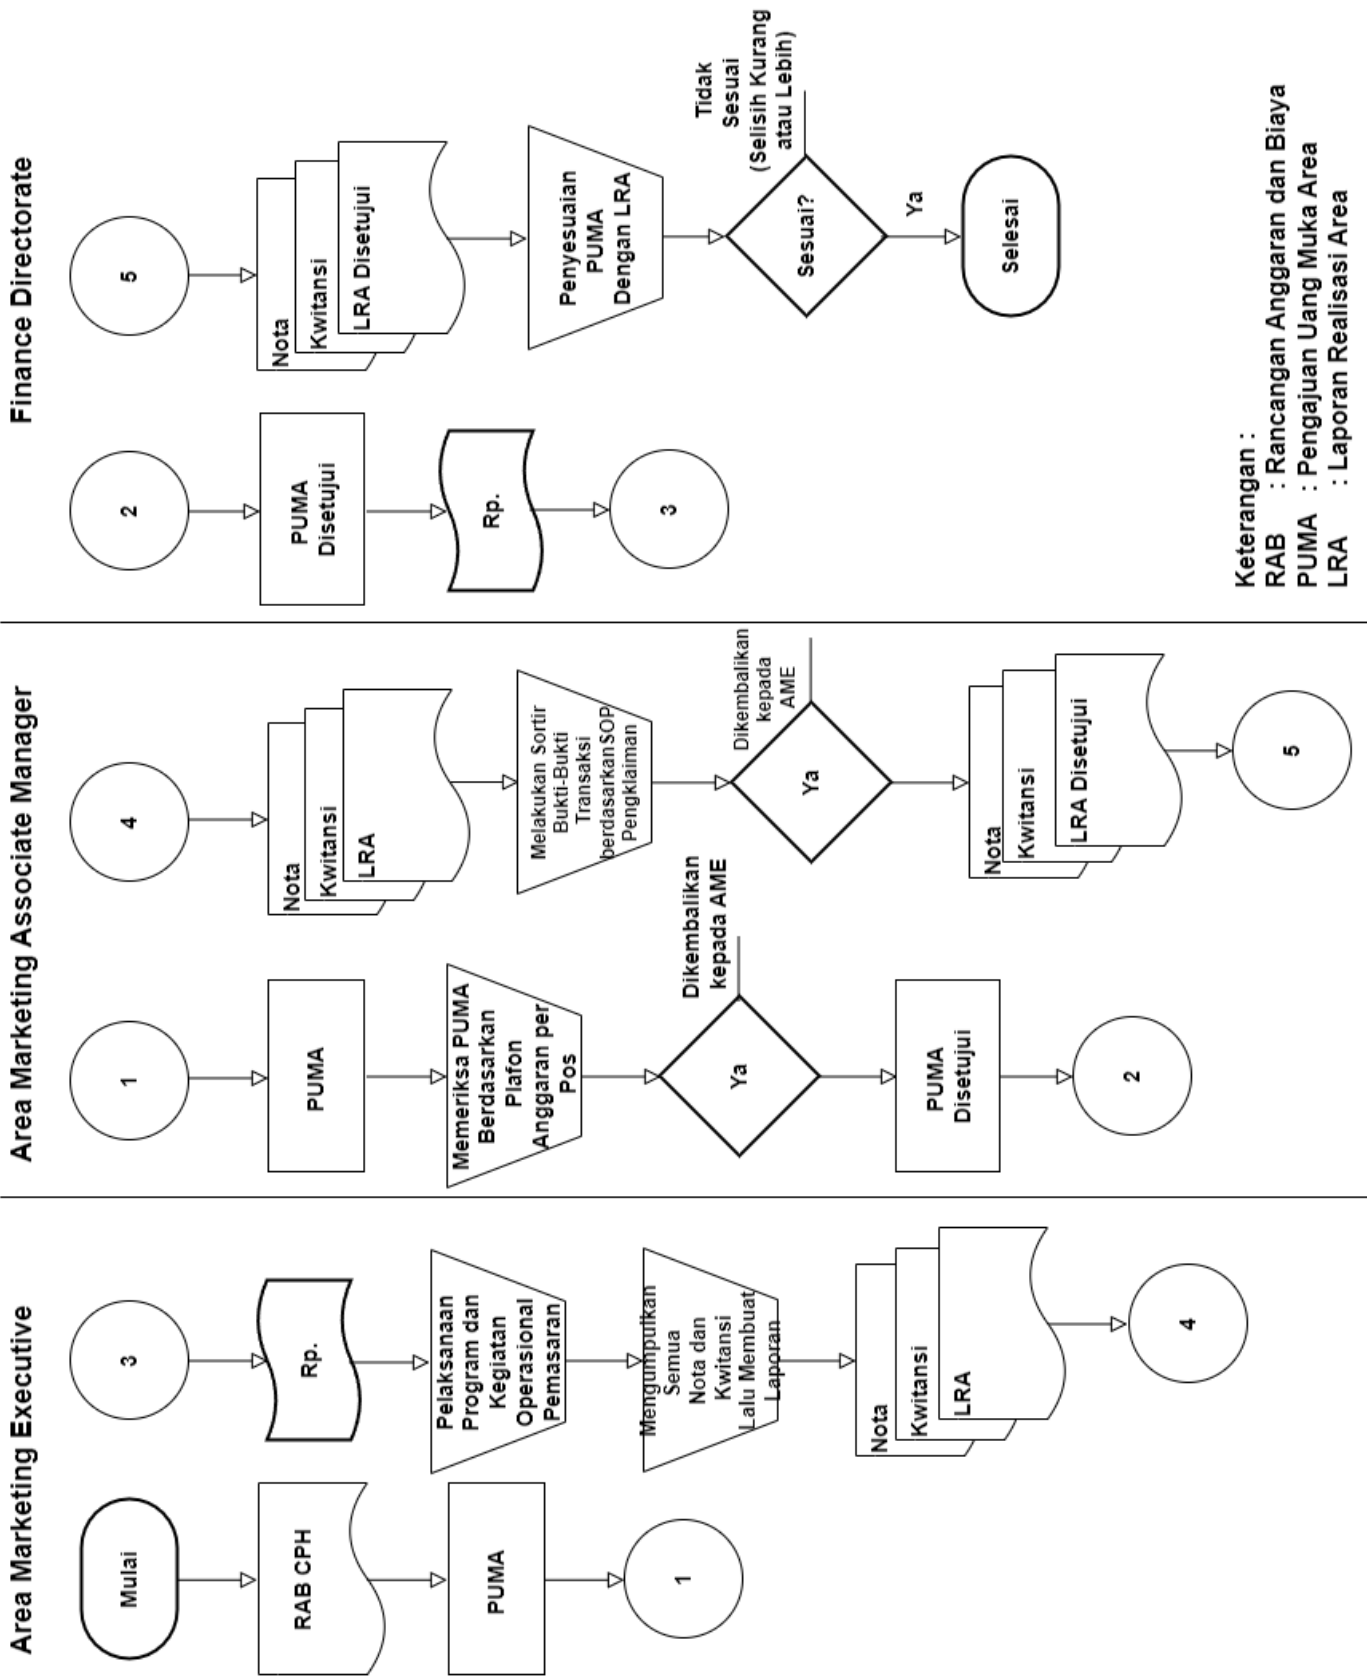 Area Marketing Executive
Mulai
RAB CPH
PUMA
1
3
Rp.
Pelaksanaan
Program dan
Kegiatan
Operasional
Pemasaran
Mengumpulkan
Semua
Nota dan
Kwitansi
Lalu Membuat
Laporan
Nota
Kwitansi
LRA
4
Area Marketing Associate Manager
1
PUMA
Memeriksa PUMA
Berdasarkan
Plafon
Anggaran per
Pos
Ya
Dikembalikan
kepada AME
PUMA
Disetujui
2
4
Nota
Kwitansi
LRA
Melakukan Sortir
Bukti-Bukti
Transaksi
berdasarkanSOP
Pengklaiman
Ya
Dikembalikan
kepada
AME
Nota
Kwitansi
LRA Disetujui
5
Finance Directorate
2
PUMA
Disetujui
Rp.
3
5
Nota
Kwitansi
LRA Disetujui
Penyesuaian
PUMA
Dengan LRA
Sesuai?
Tidak
Sesuai
(Selisih Kurang
atau Lebih)
Ya
Selesai
Keterangan :
RAB : Rancangan Anggaran dan Biaya
PUMA : Pengajuan Uang Muka Area
LRA : Laporan Realisasi Area